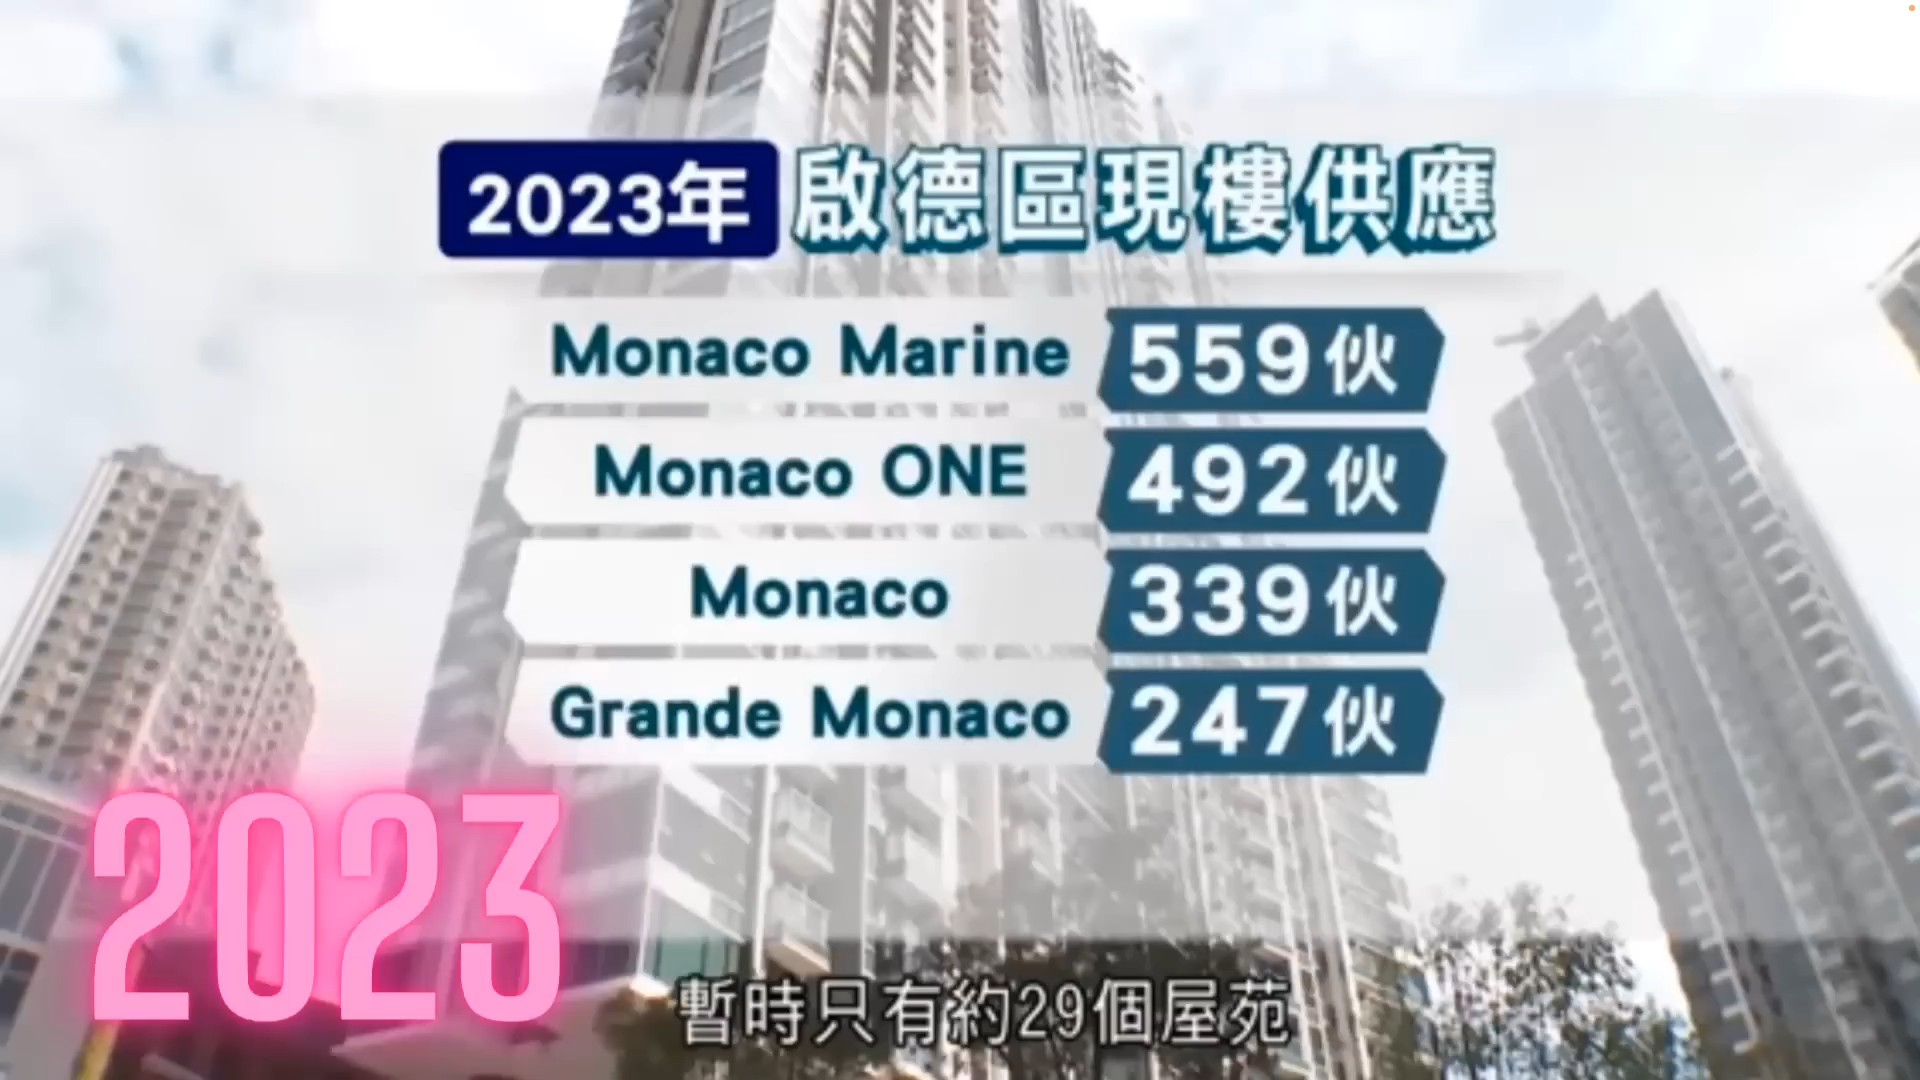 2023年 啟德區現樓供應
Monaco Marine 559伙
Monaco ONE 492伙
Monaco 339伙
Grande Monaco 247伙
2023
暫時只有約29個屋苑